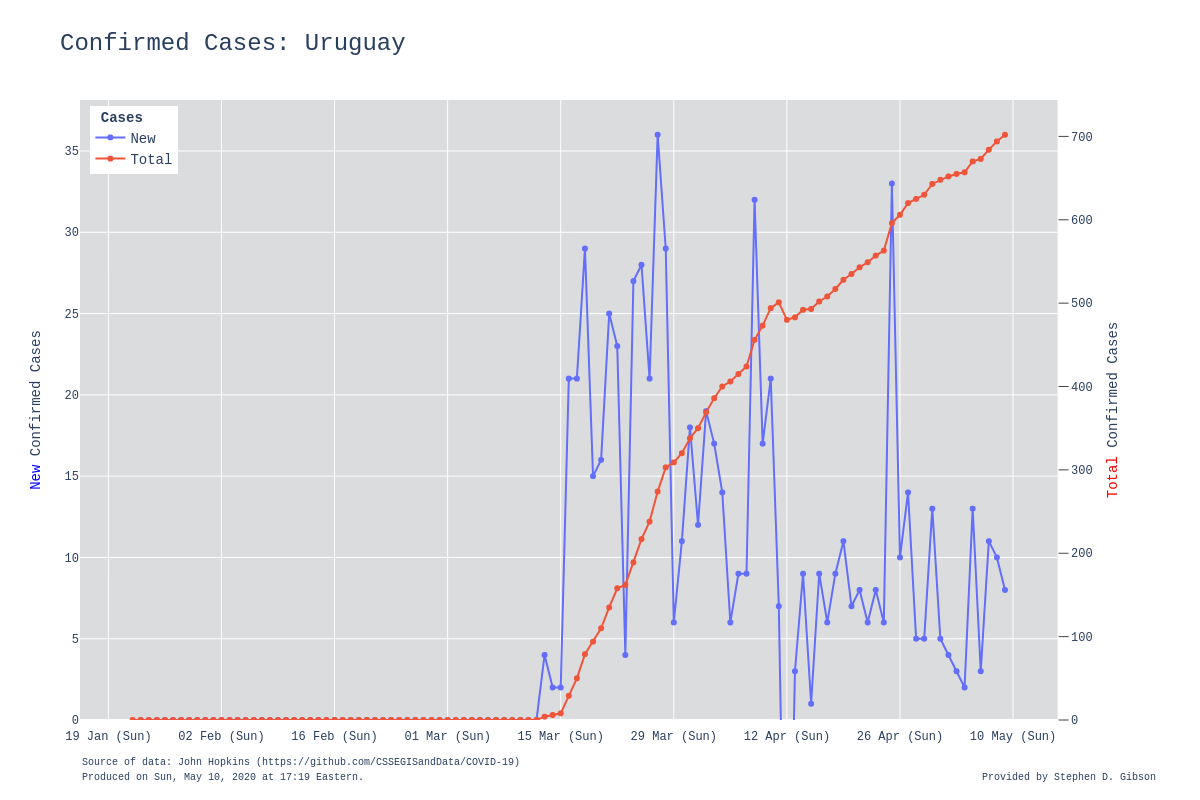 Confirmed Cases: Uruguay
Cases
New
Total
35
30
25
20
15
10
5
0
New Confirmed Cases
700
600
500
400
300
200
100
0
Total Confirmed Cases
19 Jan (Sun) 02 Feb (Sun) 16 Feb (Sun) 01 Mar (Sun) 15 Mar (Sun) 29 Mar (Sun) 12 Apr (Sun) 26 Apr (Sun) 10 May (Sun)
Source of data: John Hopkins (https://github.com/CSSEGISandData/COVID-19)
Produced on Sun, May 10, 2020 at 17:19 Eastern.
Provided by Stephen D. Gibson